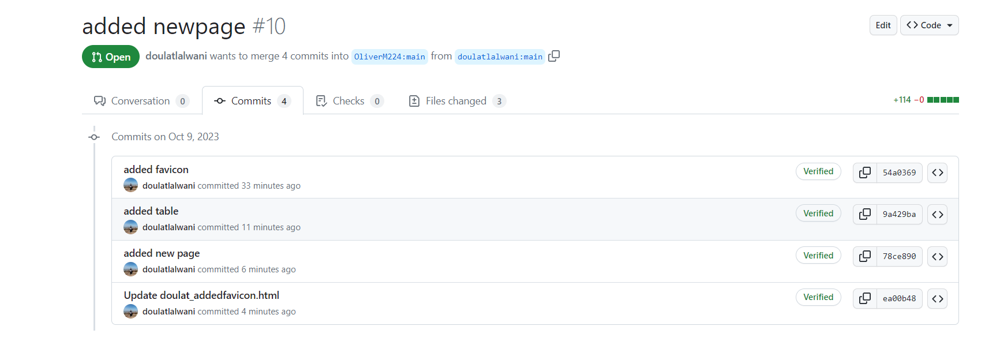 added newpage #10
Edit
Code
Open
doulatlalwani wants to merge 4 commits into OliverM224:main from doulatlalwani:main
Conversation 0
Commits 4
Checks 0
Files changed 3
+114 −0
Commits on Oct 9, 2023
added favicon
doulatlalwani committed 33 minutes ago
Verified
54a0369
added table
doulatlalwani committed 11 minutes ago
Verified
9a429ba
added new page
doulatlalwani committed 6 minutes ago
Verified
78ce890
Update doulat_addedfavicon.html
doulatlalwani committed 4 minutes ago
Verified
ea00b48